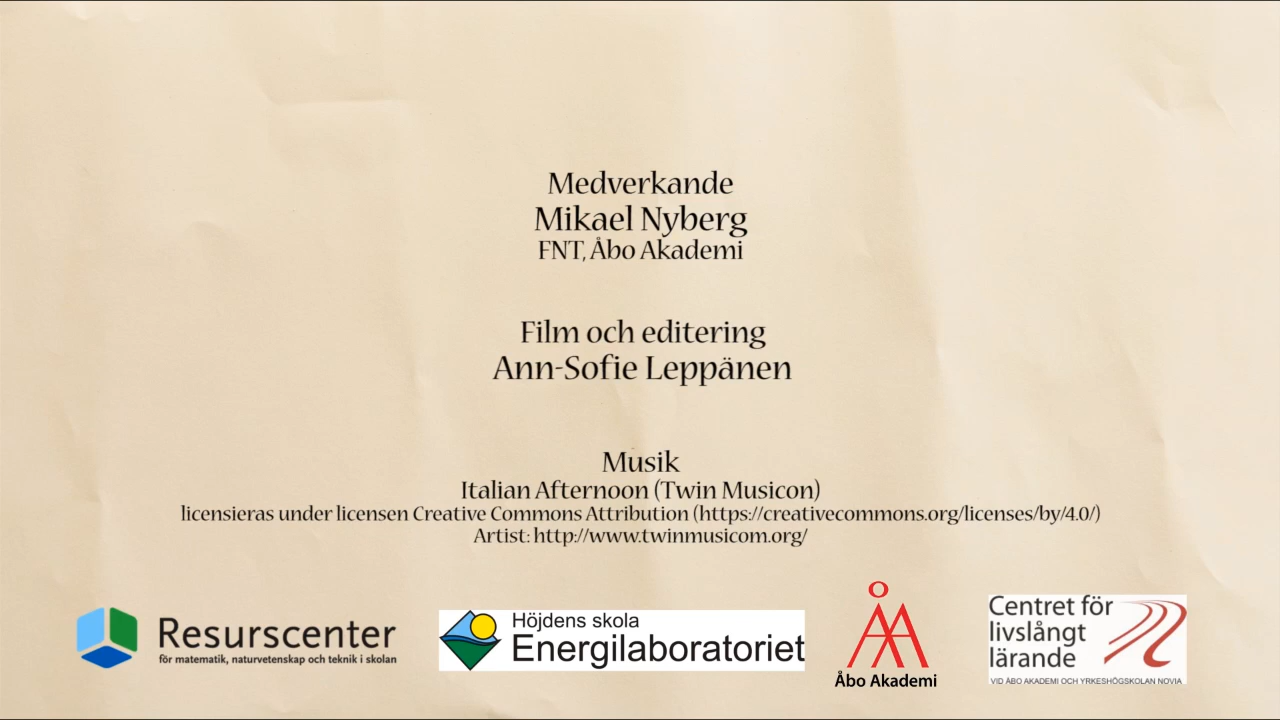 Medverkande
Mikael Nyberg
FNT, Åbo Akademi
Film och editering
Ann-Sofie Leppänen
Musik
Italian Afternoon (Twin Musicon)
licensieras under licensen Creative Commons Attribution (https://creativecommons.org/licenses/by/4.0/)
Artist: http://www.twinmusicom.org/
Resurscenter
för matematik, naturvetenskap och teknik i skolan
Höjdens skola
Energilaboratoriet
Åbo Akademi
Centret för
livslångt
lärande
VID ÅBO AKADEMI OCH YRKESHÖGSKOLAN NOVIA